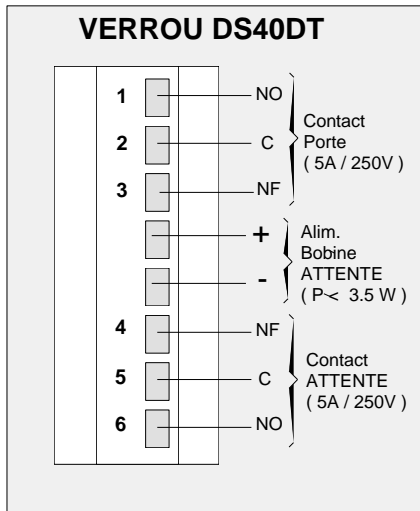 VERROU DS40DT
1 NO
2 C
3 NF
Contact
Porte
( 5A / 250V )
+
-
Alim.
Bobine
ATTENTE
( P< 3.5 W )
4 NF
5 C
6 NO
Contact
ATTENTE
( 5A / 250V )